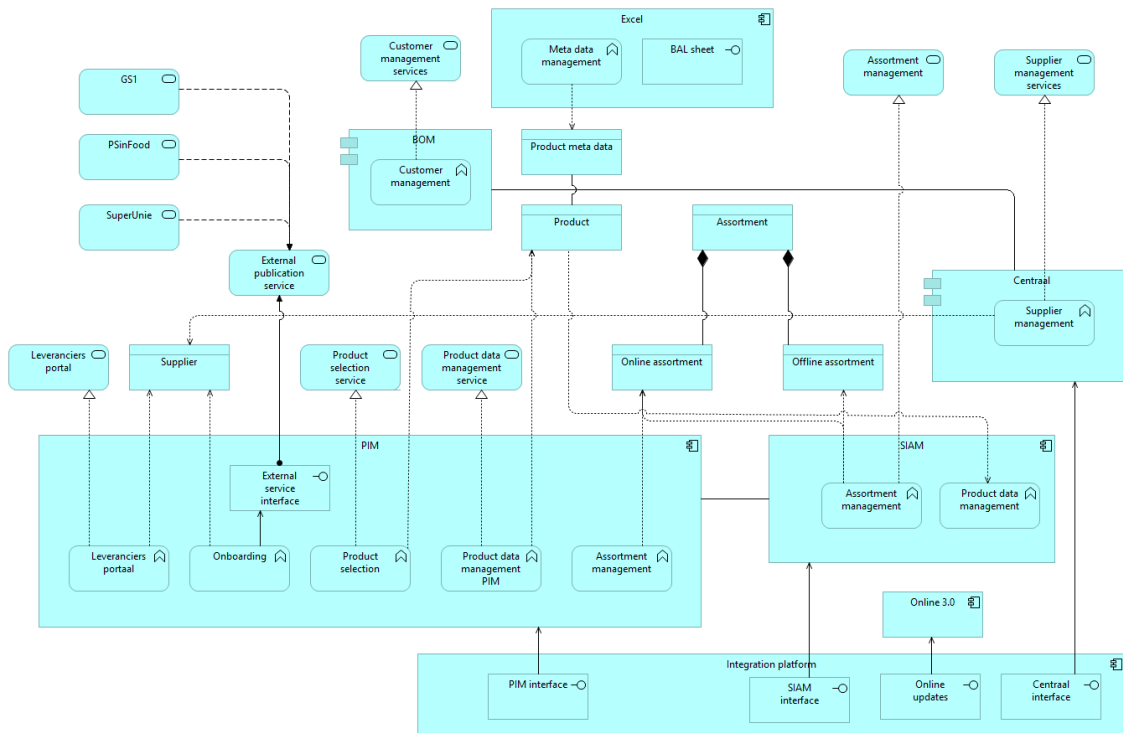 Excel
Customer
management
services
Meta data
management
BAL sheet
Assortment
management
Supplier
management
services
GS1
PSinFood
SuperUnie
BOM
Customer
management
Product meta data
Product
Assortment
External
publication
service
Centraal
Supplier
management
Leveranciers
portal
Supplier
Product
selection
service
Product data
management
service
Online assortment
Offline assortment
PIM
External
service
interface
Leveranciers
portaal
Onboarding
Product
selection
Product data
management
PIM
Assortment
management
SIAM
Assortment
management
Product data
management
Online 3.0
Integration platform
PIM interface
SIAM
interface
Online
updates
Centraal
interface